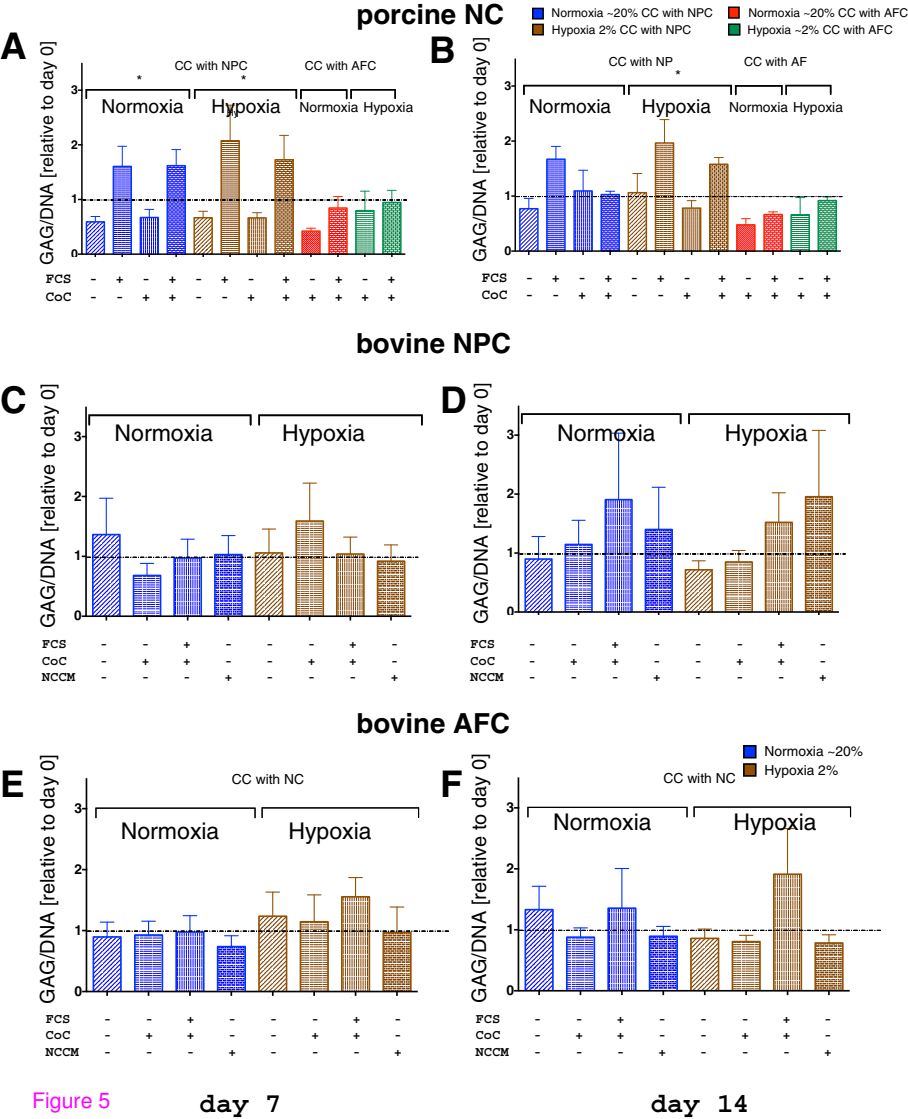 porcine NC
Normoxia ~20% CC with NPC
Normoxia ~20% CC with AFC
Hypoxia 2% CC with NPC
Hypoxia ~2% CC with AFC
A
CC with NPC
CC with AFC
* *
Normoxia Hypoxia Normoxia Hypoxia
GAG/DNA [relative to day 0]
3
2
1
0
FCS - + - + - + - + - + - +
CoC - - + + - - + + + + + +
B
CC with NP
CC with AF
*
Normoxia Hypoxia Normoxia Hypoxia
GAG/DNA [relative to day 0]
3
2
1
0
FCS - + - + - + - + - + - +
CoC - - + + - - + + + + + +
bovine NPC
C
Normoxia Hypoxia
GAG/DNA [relative to day 0]
3
2
1
0
FCS - - + - - - + -
CoC - + + - - + + -
NCCM - - - + - - - +
D
Normoxia Hypoxia
GAG/DNA [relative to day 0]
3
2
1
0
FCS - - + - - - + -
CoC - + + - - + + -
NCCM - - - + - - - +
bovine AFC
Normoxia ~20%
Hypoxia 2%
E
CC with NC
Normoxia Hypoxia
GAG/DNA [relative to day 0]
3
2
1
0
FCS - - + - - - + -
CoC - + + - - + + -
NCCM - - - + - - - +
F
CC with NC
Normoxia Hypoxia
GAG/DNA [relative to day 0]
3
2
1
0
FCS - - + - - - + -
CoC - + + - - + + -
NCCM - - - + - - - +
Figure 5
day 7
day 14